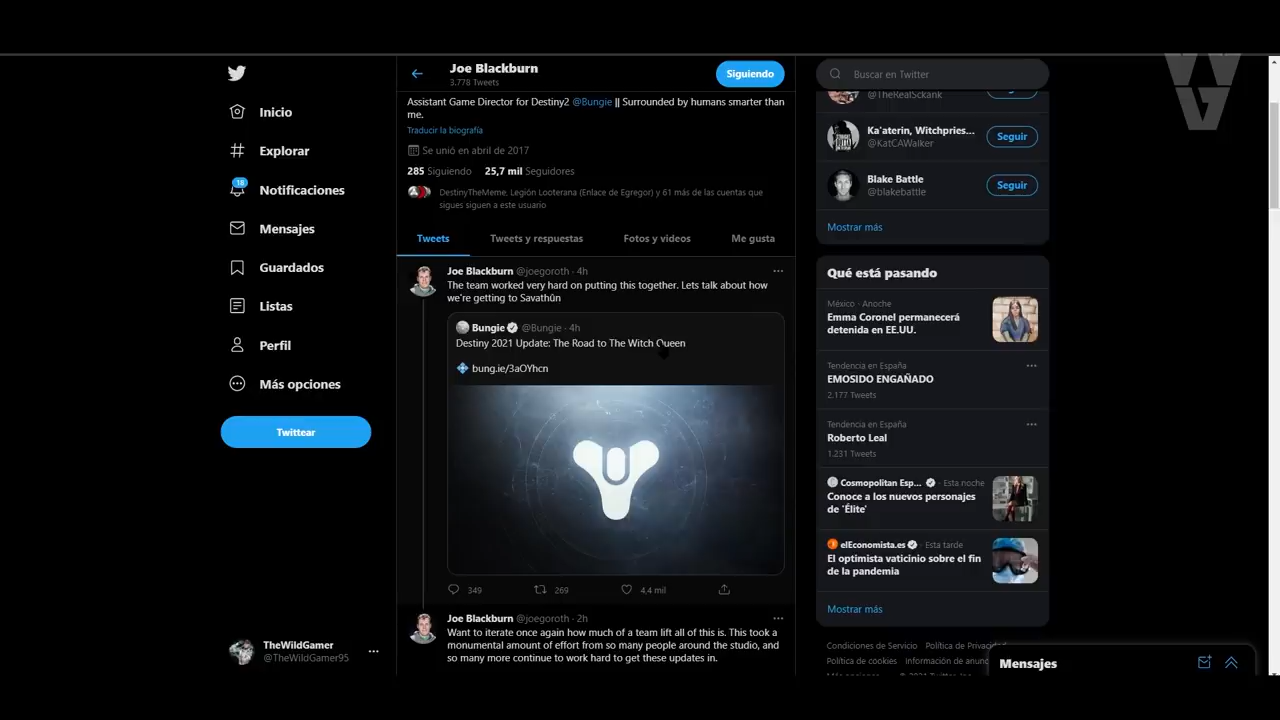 Inicio
Explorar
18
Notificaciones
Mensajes
Guardados
Listas
Perfil
Más opciones
Twittear
TheWildGamer
@TheWildGamer95
Joe Blackburn
3.778 Tweets
Siguiendo
Assistant Game Director for Destiny2 @Bungie || Surrounded by humans smarter than
me.
Traducir la biografía
Se unió en abril de 2017
285 Siguiendo 25,7 mil Seguidores
DestinyTheMeme, Legión Looterana (Enlace de Egregor) y 61 más de las cuentas que
sigues siguen a este usuario
Tweets Tweets y respuestas Fotos y videos Me gusta
Joe Blackburn @joegoroth · 4h
The team worked very hard on putting this together. Lets talk about how
we're getting to Savathûn
Bungie @Bungie · 4h
Destiny 2021 Update: The Road to The Witch Queen
bung.ie/3aOYhcn
349 269 4,4 mil
Joe Blackburn @joegoroth · 2h
Want to iterate once again how much of a team lift all of this is. This took a
monumental amount of effort from so many people around the studio, and
so many more continue to work hard to get these updates in.
Buscar en Twitter
@TheRealSckank
Ka'aterin, Witchpries...
@KatCAWalker
Seguir
Blake Battle
@blakebattle
Seguir
Mostrar más
Qué está pasando
México · Anoche
Emma Coronel permanecerá
detenida en EE.UU.
Tendencia en España
EMOSIDO ENGAÑADO
2.177 Tweets
Tendencia en España
Roberto Leal
1.231 Tweets
Cosmopolitan Esp... · Esta noche
Conoce a los nuevos personajes
de 'Élite'
elEconomista.es · Esta tarde
El optimista vaticinio sobre el fin
de la pandemia
Mostrar más
Condiciones de Servicio Política de Privacidad
Política de cookies Información de anunc
Mensajes
WG